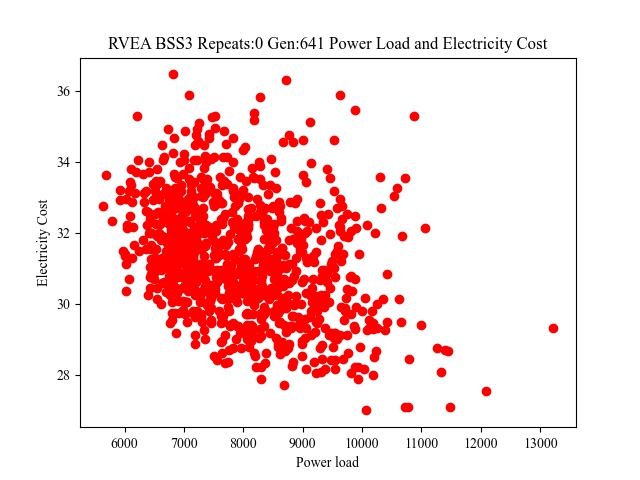 RVEA BSS3 Repeats:0 Gen:641 Power Load and Electricity Cost
Electricity Cost
36
34
32
30
28
6000 7000 8000 9000 10000 11000 12000 13000
Power load